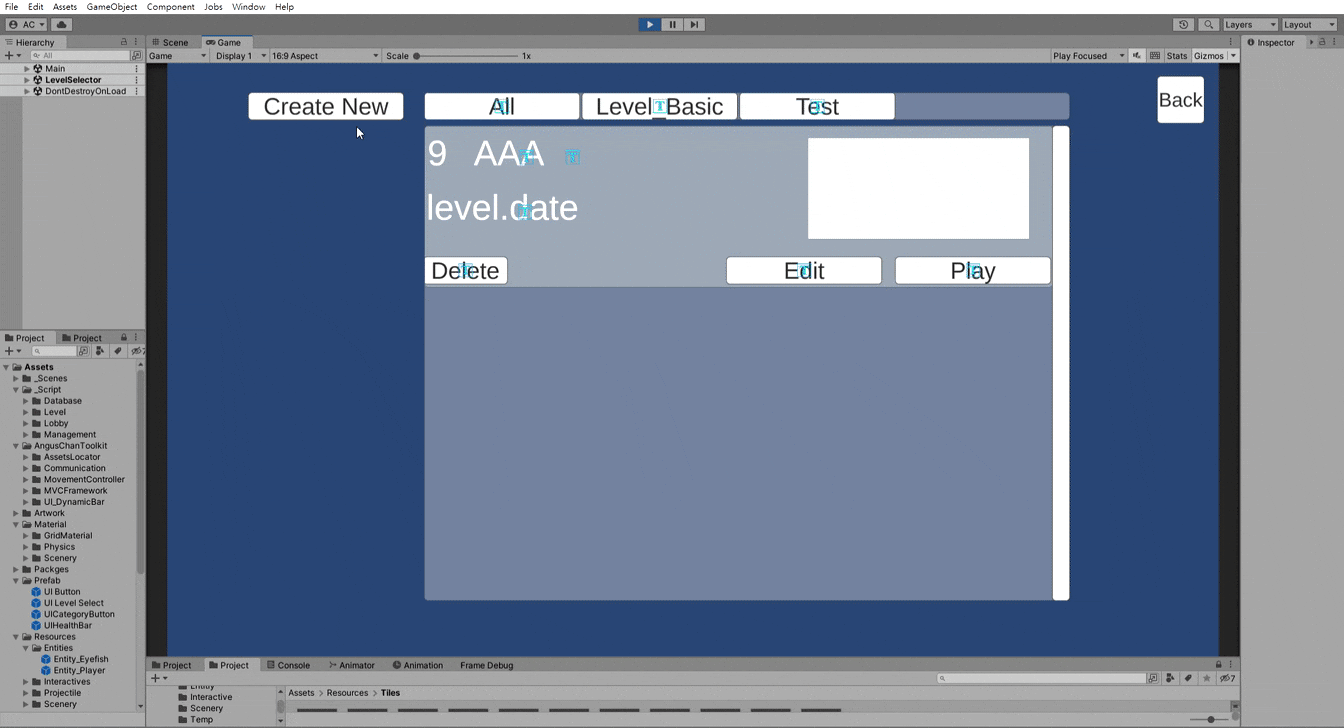 File Edit Assets GameObject Component Jobs Window Help
AC Layers Layout
Hierarchy Scene Game Inspector
All Game Display 1 16:9 Aspect Scale 1x Play Focused Stats Gizmos
Main
LevelSelector
DontDestroyOnLoad
Create New All Level_Basic Test Back
9 AAA
level.date
Delete Edit Play
Project Project
7
Assets
_Scenes
_Script
Database
Level
Lobby
Management
AngusChanToolkit
AssetsLocator
Communication
MovementController
MVCFramework
UI_DynamicBar
Artwork
Material
GridMaterial
Physics
Scenery
Packges
Prefab
UI Button
UI Level Select
UICategoryButton
UIHealthBar
Resources
Entities
Entity_Eyefish
Entity_Player
Interactives
Projectile
Scenery
Project Project Console Animator Animation Frame Debug
7
Entity
Interactive
Scenery
Temp
Assets > Resources > Tiles